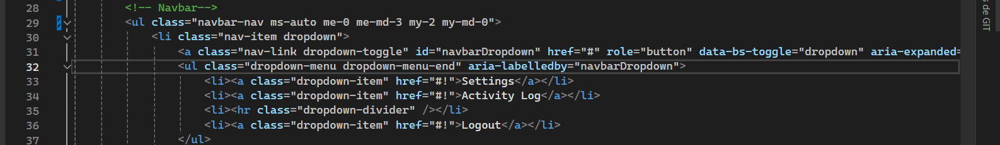 28 <!-- Navbar-->
29 <ul class="navbar-nav ms-auto me-0 me-md-3 my-2 my-md-0">
30 <li class="nav-item dropdown">
31 <a class="nav-link dropdown-toggle" id="navbarDropdown" href="#" role="button" data-bs-toggle="dropdown" aria-expanded=
32 <ul class="dropdown-menu dropdown-menu-end" aria-labelledby="navbarDropdown">
33 <li><a class="dropdown-item" href="#!">Settings</a></li>
34 <li><a class="dropdown-item" href="#!">Activity Log</a></li>
35 <li><hr class="dropdown-divider" /></li>
36 <li><a class="dropdown-item" href="#!">Logout</a></li>
37 </ul>
de GIT